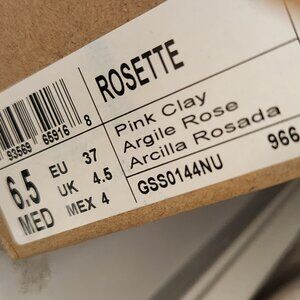 ROSETTE
93569 65916 8
Pink Clay
Argile Rose
Arcilla Rosada
6.5 EU 37
UK 4.5
MED MEX 4
GSS0144NU 966